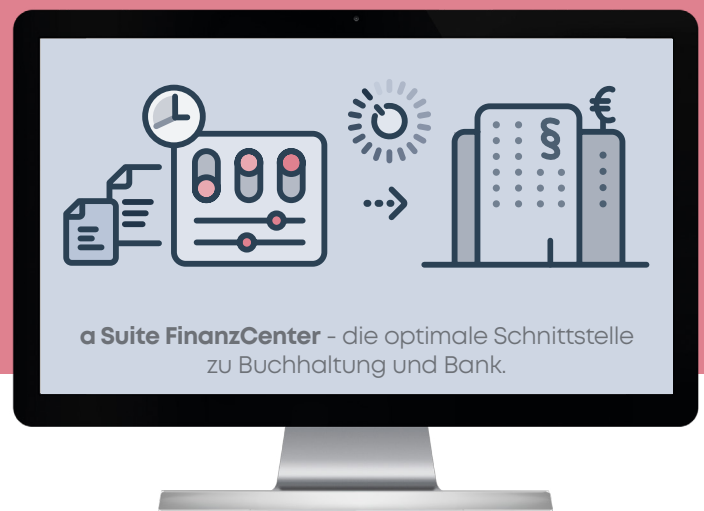 §
€
a Suite FinanzCenter - die optimale Schnittstelle
zu Buchhaltung und Bank.